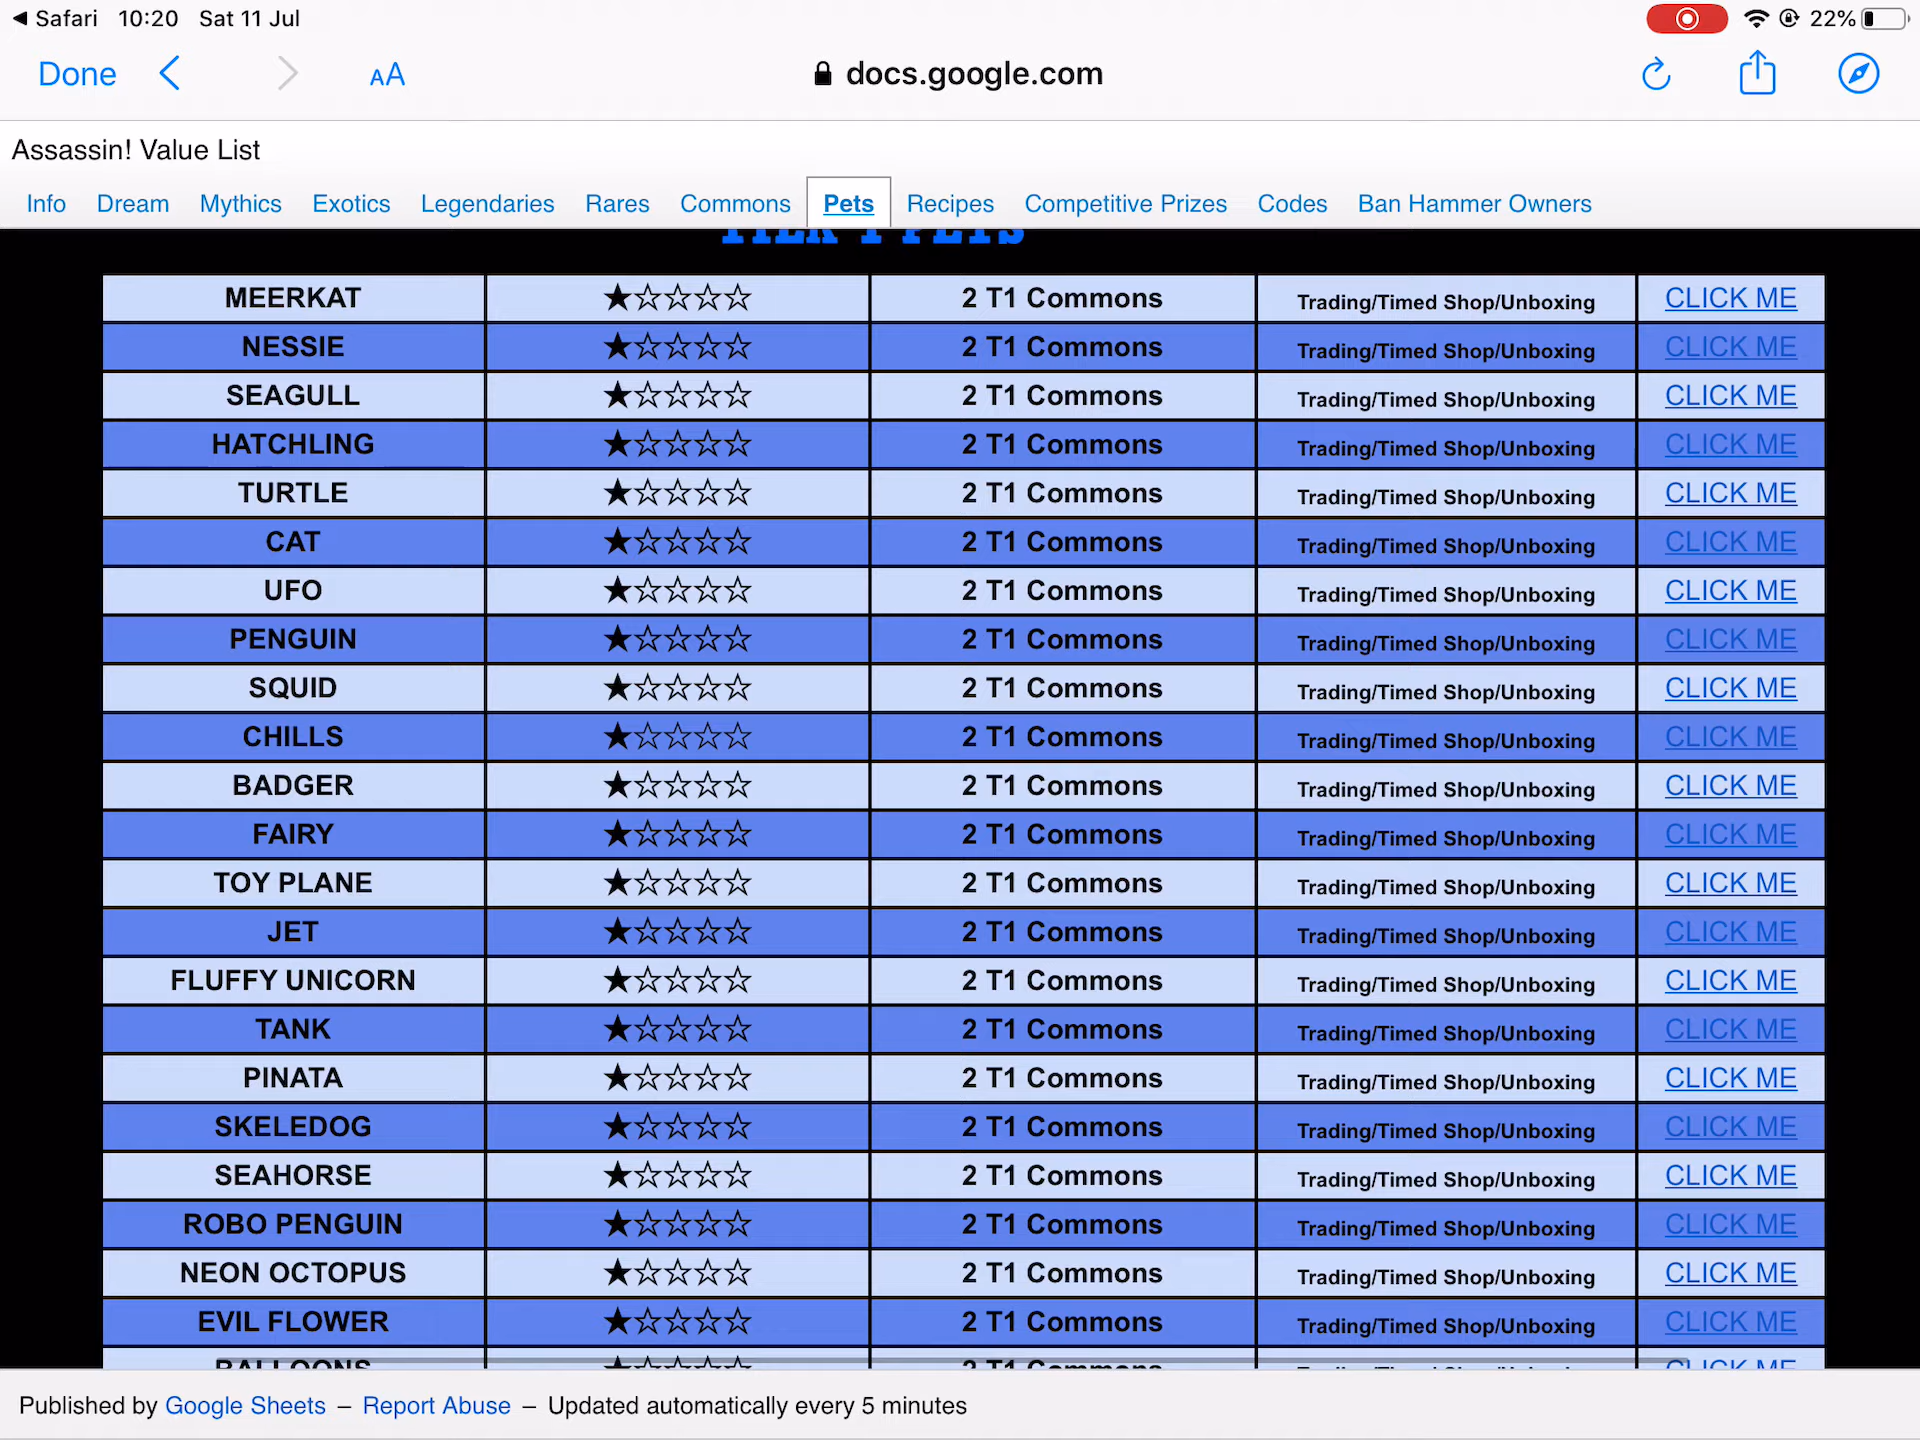 Safari 10:20 Sat 11 Jul 22%
Done AA docs.google.com
Assassin! Value List
Info Dream Mythics Exotics Legendaries Rares Commons Pets Recipes Competitive Prizes Codes Ban Hammer Owners
TIER 1 PETS
MEERKAT ★☆☆☆☆ 2 T1 Commons Trading/Timed Shop/Unboxing CLICK ME
NESSIE ★☆☆☆☆ 2 T1 Commons Trading/Timed Shop/Unboxing CLICK ME
SEAGULL ★☆☆☆☆ 2 T1 Commons Trading/Timed Shop/Unboxing CLICK ME
HATCHLING ★☆☆☆☆ 2 T1 Commons Trading/Timed Shop/Unboxing CLICK ME
TURTLE ★☆☆☆☆ 2 T1 Commons Trading/Timed Shop/Unboxing CLICK ME
CAT ★☆☆☆☆ 2 T1 Commons Trading/Timed Shop/Unboxing CLICK ME
UFO ★☆☆☆☆ 2 T1 Commons Trading/Timed Shop/Unboxing CLICK ME
PENGUIN ★☆☆☆☆ 2 T1 Commons Trading/Timed Shop/Unboxing CLICK ME
SQUID ★☆☆☆☆ 2 T1 Commons Trading/Timed Shop/Unboxing CLICK ME
CHILLS ★☆☆☆☆ 2 T1 Commons Trading/Timed Shop/Unboxing CLICK ME
BADGER ★☆☆☆☆ 2 T1 Commons Trading/Timed Shop/Unboxing CLICK ME
FAIRY ★☆☆☆☆ 2 T1 Commons Trading/Timed Shop/Unboxing CLICK ME
TOY PLANE ★☆☆☆☆ 2 T1 Commons Trading/Timed Shop/Unboxing CLICK ME
JET ★☆☆☆☆ 2 T1 Commons Trading/Timed Shop/Unboxing CLICK ME
FLUFFY UNICORN ★☆☆☆☆ 2 T1 Commons Trading/Timed Shop/Unboxing CLICK ME
TANK ★☆☆☆☆ 2 T1 Commons Trading/Timed Shop/Unboxing CLICK ME
PINATA ★☆☆☆☆ 2 T1 Commons Trading/Timed Shop/Unboxing CLICK ME
SKELEDOG ★☆☆☆☆ 2 T1 Commons Trading/Timed Shop/Unboxing CLICK ME
SEAHORSE ★☆☆☆☆ 2 T1 Commons Trading/Timed Shop/Unboxing CLICK ME
ROBO PENGUIN ★☆☆☆☆ 2 T1 Commons Trading/Timed Shop/Unboxing CLICK ME
NEON OCTOPUS ★☆☆☆☆ 2 T1 Commons Trading/Timed Shop/Unboxing CLICK ME
EVIL FLOWER ★☆☆☆☆ 2 T1 Commons Trading/Timed Shop/Unboxing CLICK ME
BALLOONS ★☆☆☆☆ 2 T1 Commons CLICK ME
Published by Google Sheets – Report Abuse – Updated automatically every 5 minutes